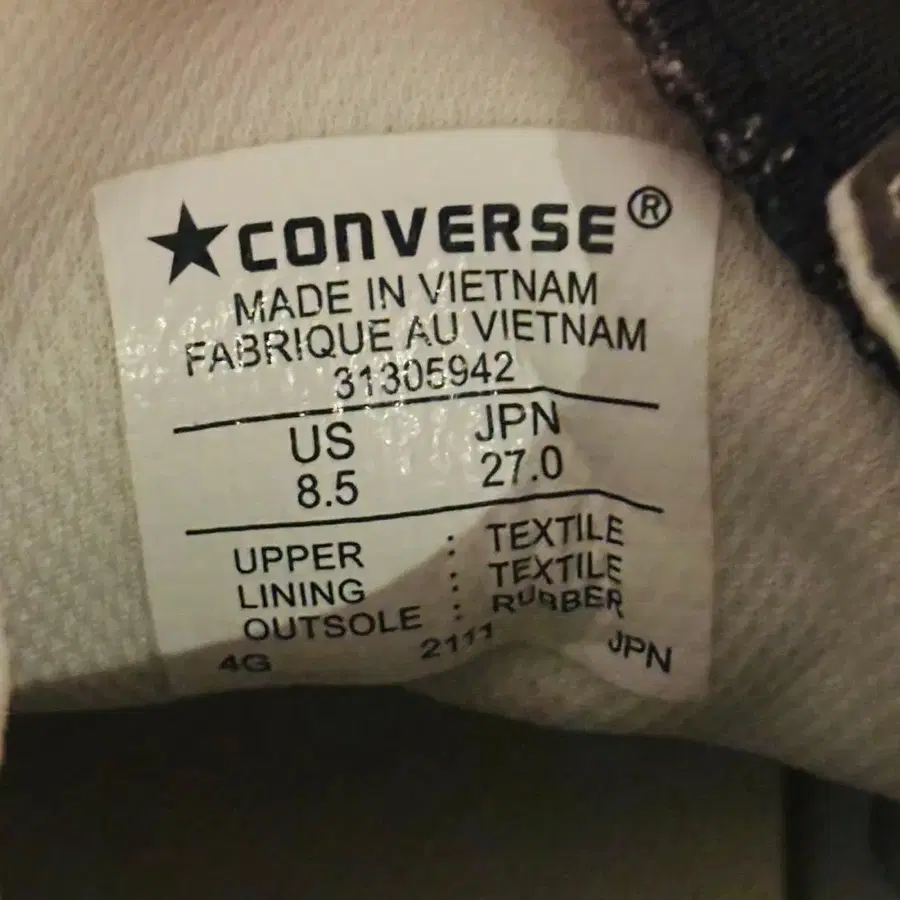 ★CONVERSE®
MADE IN VIETNAM
FABRIQUE AU VIETNAM
31305942
US JPN
8.5 27.0
UPPER : TEXTILE
LINING : TEXTILE
OUTSOLE : RUBBER
4G 2111 JPN